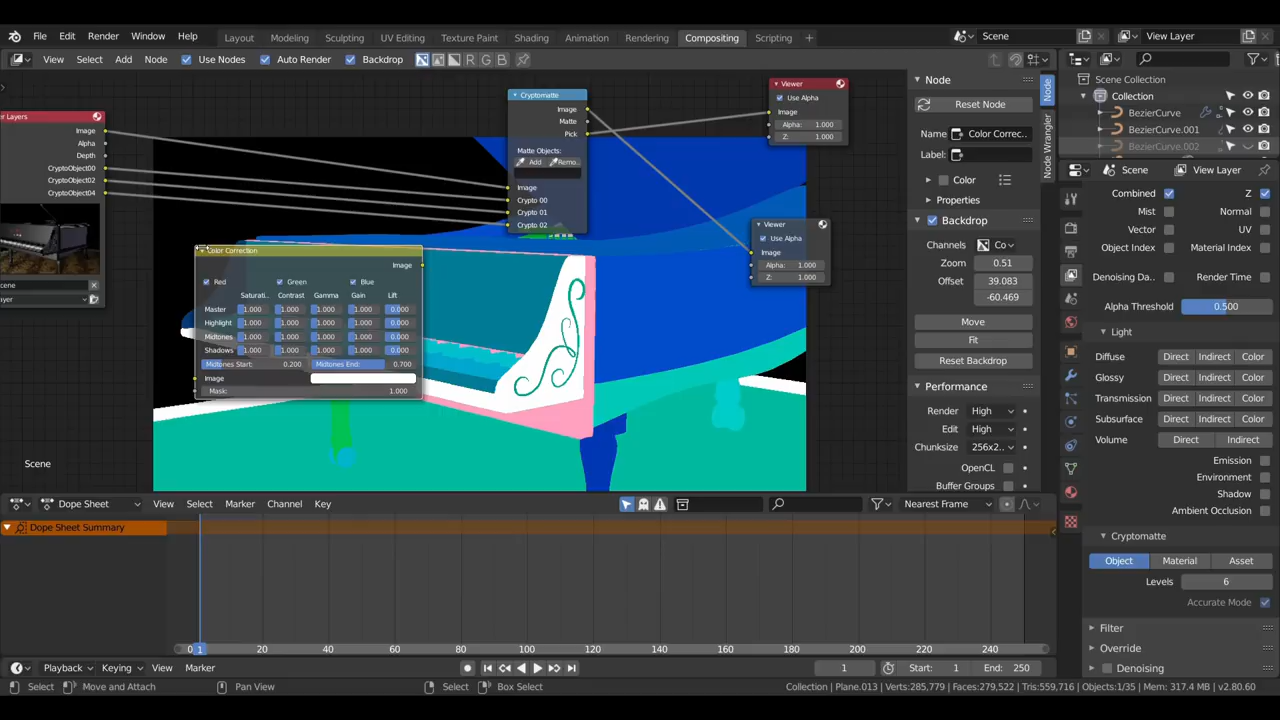 File Edit Render Window Help Layout Modeling Sculpting UV Editing Texture Paint Shading Animation Rendering Compositing Scripting + Scene View Layer
View Select Add Node Use Nodes Auto Render Backdrop R G B
Node
Reset Node
Name Color Correc..
Label:
Color
Properties
Backdrop
Channels Co
Zoom 0.51
Offset 39.083
-60.469
Move
Fit
Reset Backdrop
Performance
Render High
Edit High
Chunksize 256x2..
OpenCL
Buffer Groups
Node
Node Wrangler
Scene Collection
Collection
BezierCurve
BezierCurve.001
BezierCurve.002
Scene View Layer
Combined Z
Mist Normal
Vector UV
Object Index Material Index
Denoising Da.. Render Time
Alpha Threshold 0.500
Light
Diffuse Direct Indirect Color
Glossy Direct Indirect Color
Transmission Direct Indirect Color
Subsurface Direct Indirect Color
Volume Direct Indirect
Emission
Environment
Shadow
Ambient Occlusion
Cryptomatte
Object Material Asset
Levels 6
Accurate Mode
Filter
Override
Denoising
er Layers
Image
Alpha
Depth
CryptoObject00
CryptoObject02
CryptoObject04
Scene
er
Cryptomatte
Image
Matte
Pick
Matte Objects:
Add Remo..
Image
Crypto 00
Crypto 01
Crypto 02
Viewer
Use Alpha
Image
Alpha: 1.000
Z: 1.000
Viewer
Use Alpha
Image
Alpha: 1.000
Z: 1.000
Color Correction
Image
Red Green Blue
Saturati.. Contrast Gamma Gain Lift
Master 1.000 1.000 1.000 1.000 0.000
Highlight 1.000 1.000 1.000 1.000 0.000
Midtones 1.000 1.000 1.000 1.000 0.000
Shadows 1.000 1.000 1.000 1.000 0.000
Midtones Start: 0.200 Midtones End: 0.700
Image
Mask: 1.000
Scene
Dope Sheet View Select Marker Channel Key Nearest Frame
Dope Sheet Summary
0 1 20 40 60 80 100 120 140 160 180 200 220 240
Playback Keying View Marker 1 Start: 1 End: 250
Select Move and Attach Pan View Select Box Select Collection | Plane.013 | Verts:285,779 | Faces:279,522 | Tris:559,716 | Objects:1/35 | Mem: 317.4 MB | v2.80.60